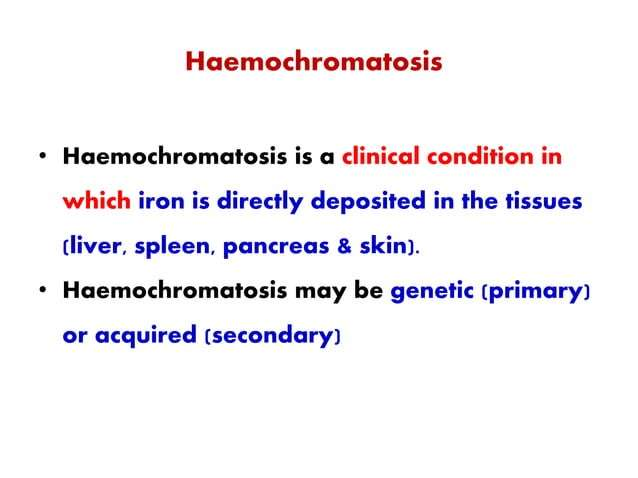 Haemochromatosis
• Haemochromatosis is a clinical condition in
which iron is directly deposited in the tissues
(liver, spleen, pancreas & skin).
• Haemochromatosis may be genetic (primary)
or acquired (secondary)